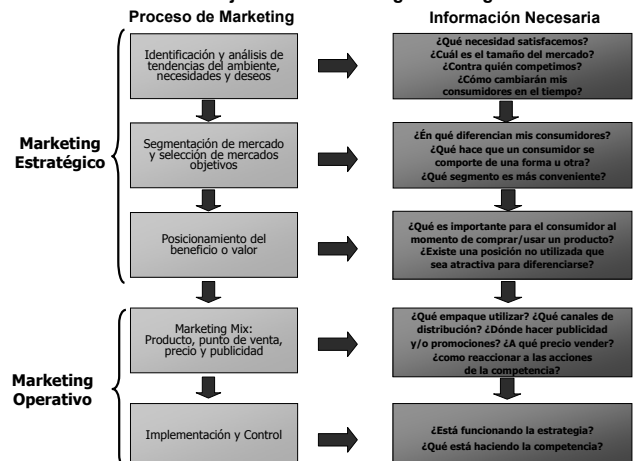 Proceso de Marketing
Información Necesaria
Identificación y análisis de
tendencias del ambiente,
necesidades y deseos
¿Qué necesidad satisfacemos?
¿Cuál es el tamaño del mercado?
¿Contra quién competimos?
¿Cómo cambiarán mis
consumidores en el tiempo?
Marketing
Estratégico
Segmentación de mercado
y selección de mercados
objetivos
¿Én qué diferencian mis consumidores?
¿Qué hace que un consumidor se
comporte de una forma u otra?
¿Qué segmento es más conveniente?
Posicionamiento del
beneficio o valor
¿Qué es importante para el consumidor al
momento de comprar/usar un producto?
¿Existe una posición no utilizada que
sea atractiva para diferenciarse?
Marketing
Operativo
Marketing Mix:
Producto, punto de venta,
precio y publicidad
¿Qué empaque utilizar? ¿Qué canales de
distribución? ¿Dónde hacer publicidad
y/o promociones? ¿A qué precio vender?
¿como reaccionar a las acciones
de la competencia?
Implementación y Control
¿Está funcionando la estrategia?
¿Qué está haciendo la competencia?